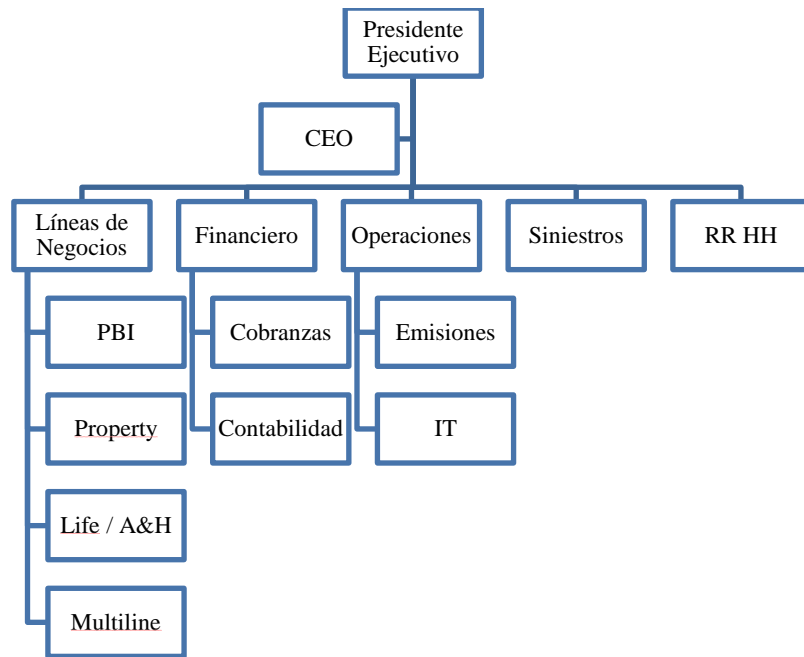 Presidente
Ejecutivo
CEO
Líneas de
Negocios
Financiero
Operaciones
Siniestros
RR HH
PBI
Cobranzas
Emisiones
Property
Contabilidad
IT
Life / A&H
Multiline